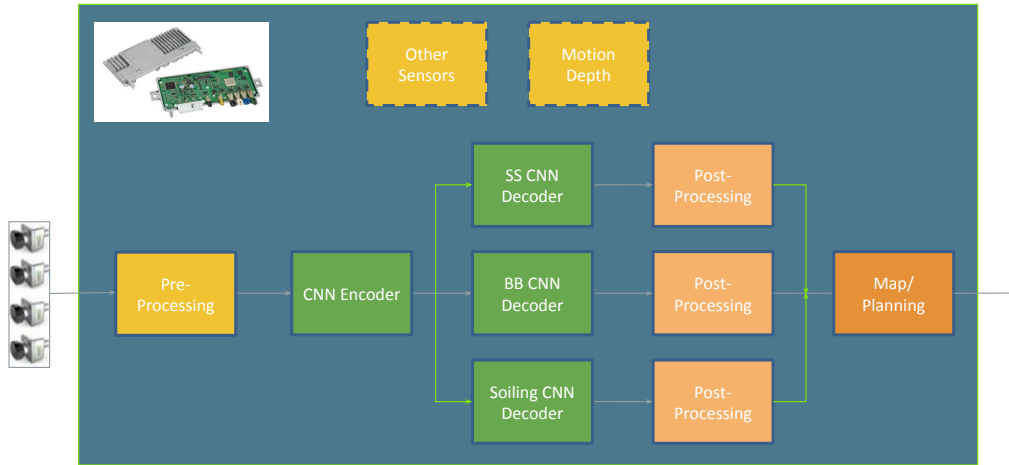 Other
Sensors
Motion
Depth
SS CNN
Decoder
Post-
Processing
Pre-
Processing
CNN Encoder
BB CNN
Decoder
Post-
Processing
Map/
Planning
Soiling CNN
Decoder
Post-
Processing